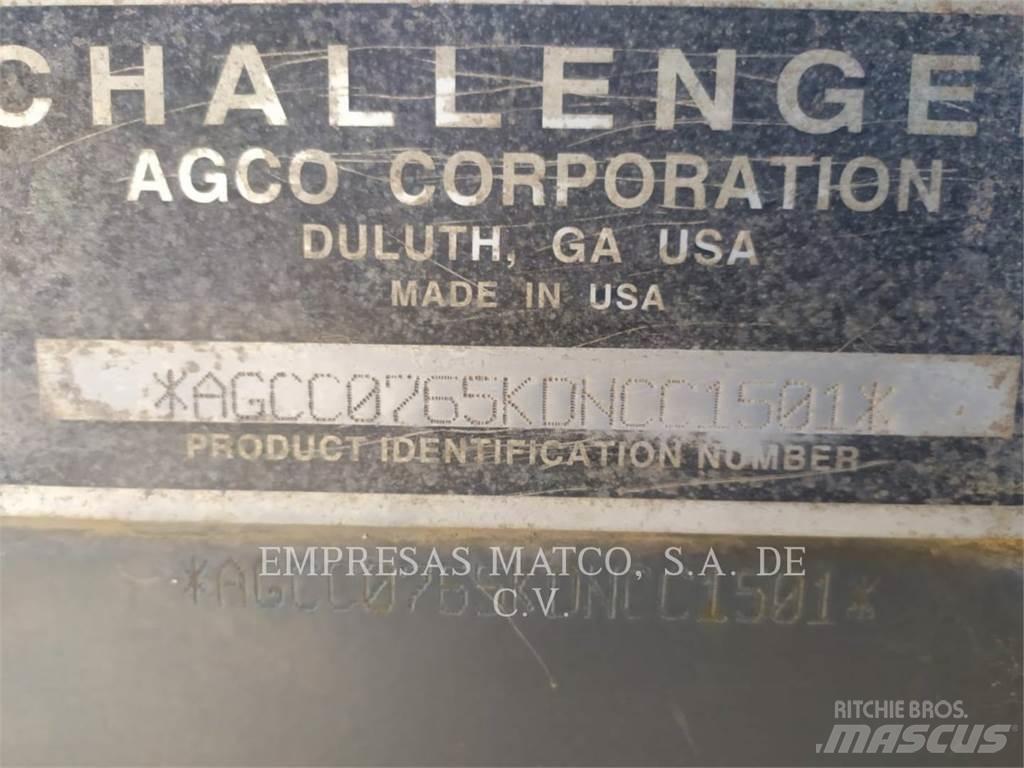 CHALLENGE
AGCO CORPORATION
DULUTH, GA USA
MADE IN USA
*AGCC0765KDNCC1501*
PRODUCT IDENTIFICATION NUMBER
EMPRESAS MATCO, S.A. DE
C.V.
*AGCC0765KDNCC1501*
RITCHIE BROS.
MASCUS